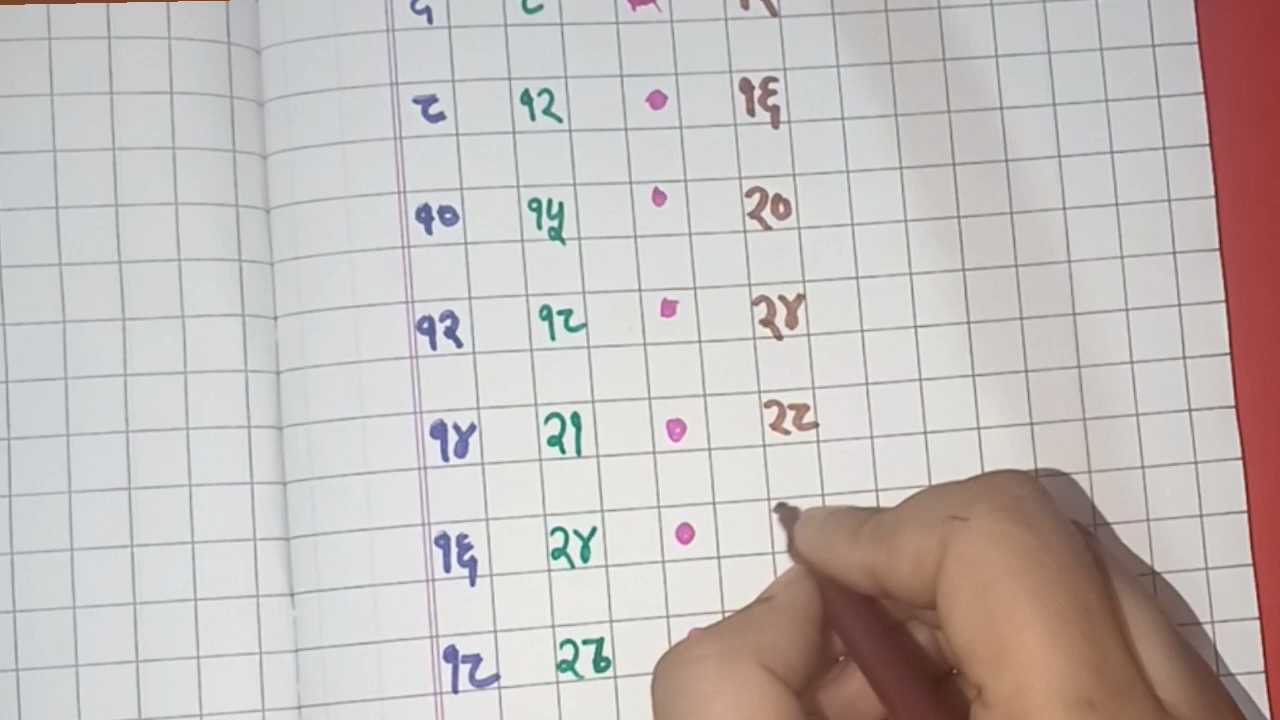 ८ १२ १६
१० १५ २०
१२ १८ २४
१४ २१ २८
१६ २४
१८ २७